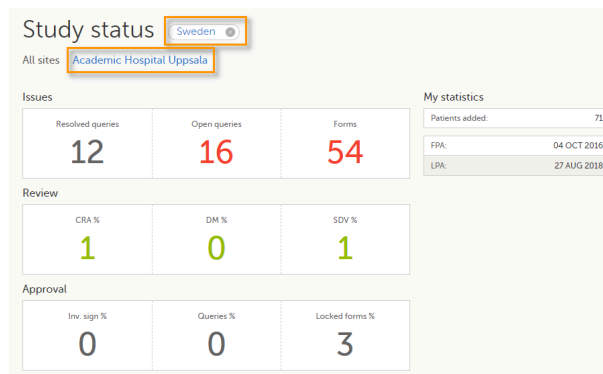 Study status Sweden
All sites Academic Hospital Uppsala
Issues
Resolved queries Open queries Forms
12 16 54
My statistics
Patients added: 71
FPA: 04 OCT 2016
LPA: 27 AUG 2018
Review
CRA % DM % SDV %
1 0 1
Approval
Inv. sign % Queries % Locked forms %
0 0 3